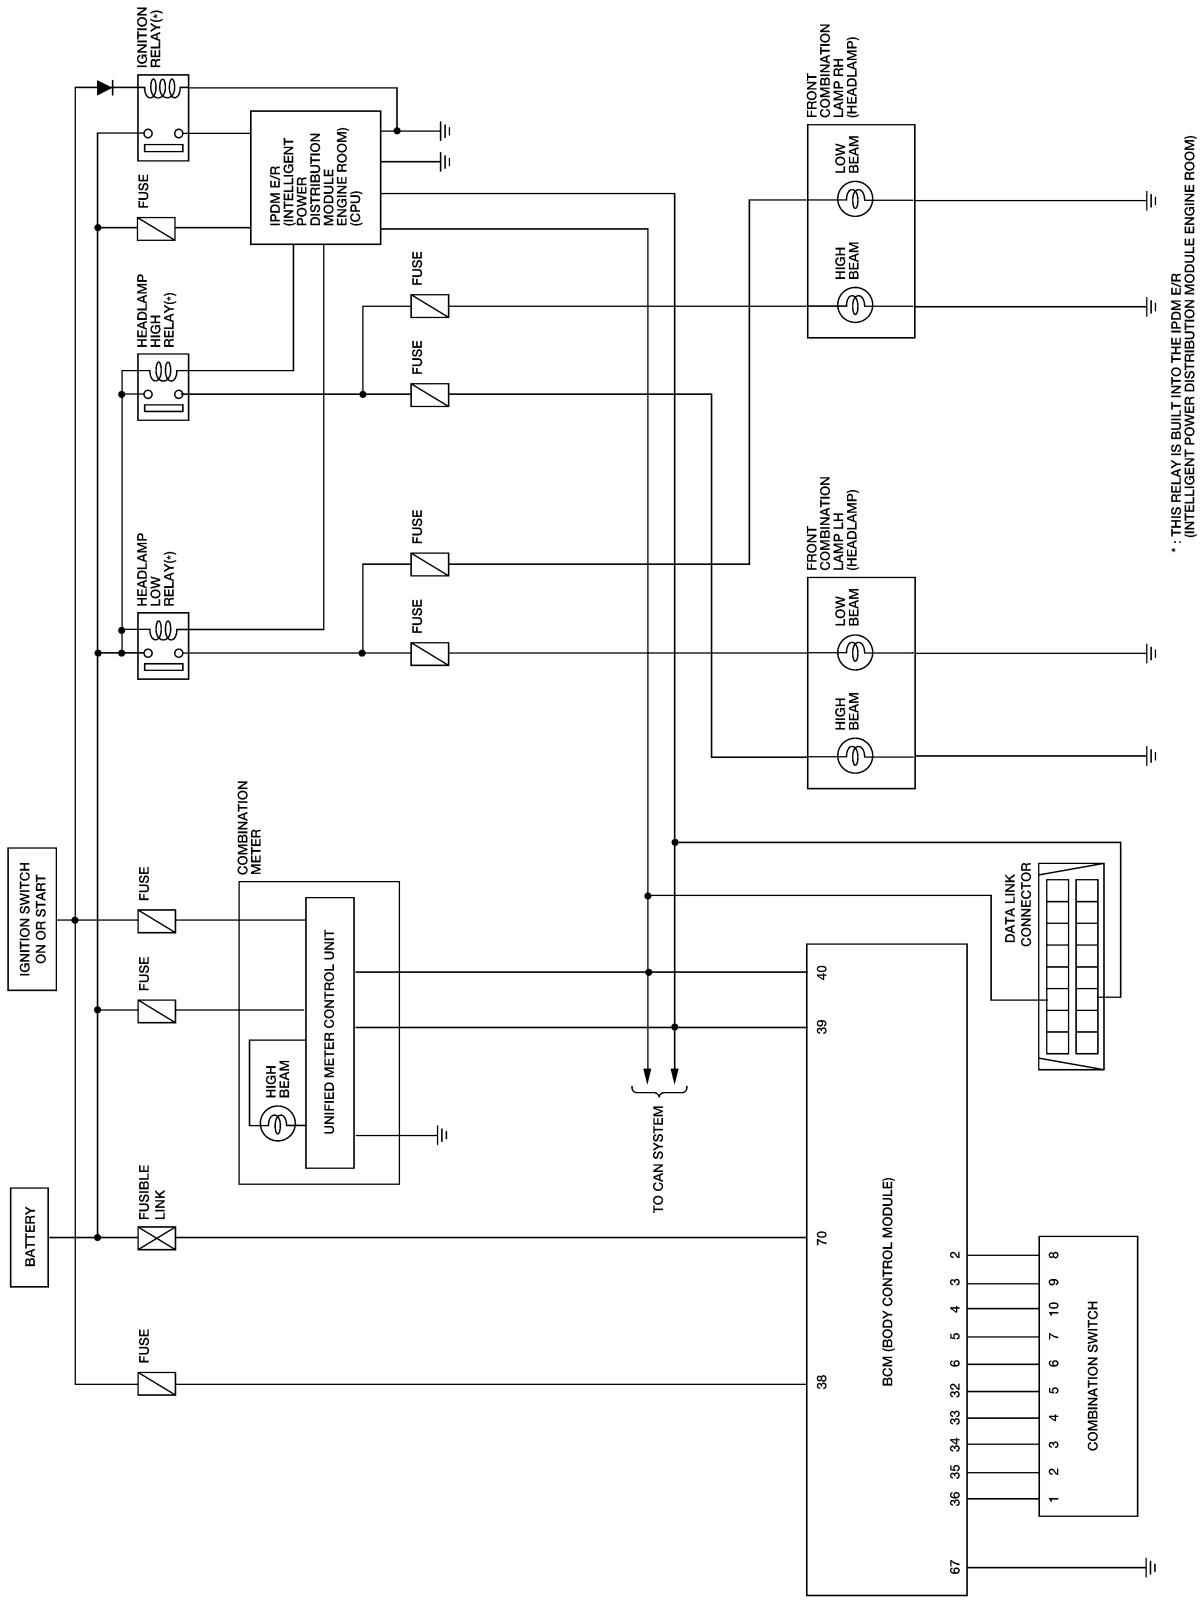 BATTERY
IGNITION SWITCH
ON OR START
FUSE
FUSIBLE
LINK
FUSE
FUSE
HEADLAMP
LOW
RELAY(*)
HEADLAMP
HIGH
RELAY(*)
FUSE
IGNITION
RELAY(*)
COMBINATION
METER
HIGH
BEAM
UNIFIED METER CONTROL UNIT
IPDM E/R
(INTELLIGENT
POWER
DISTRIBUTION
MODULE
ENGINE ROOM)
(CPU)
FUSE
FUSE
FUSE
FUSE
TO CAN SYSTEM
38
70
39
40
BCM (BODY CONTROL MODULE)
67
36
35
34
33
32
6
5
4
3
2
1
2
3
4
5
6
7
10
9
8
COMBINATION SWITCH
DATA LINK
CONNECTOR
FRONT
COMBINATION
LAMP LH
(HEADLAMP)
HIGH
BEAM
LOW
BEAM
FRONT
COMBINATION
LAMP RH
(HEADLAMP)
HIGH
BEAM
LOW
BEAM
* : THIS RELAY IS BUILT INTO THE IPDM E/R
(INTELLIGENT POWER DISTRIBUTION MODULE ENGINE ROOM)